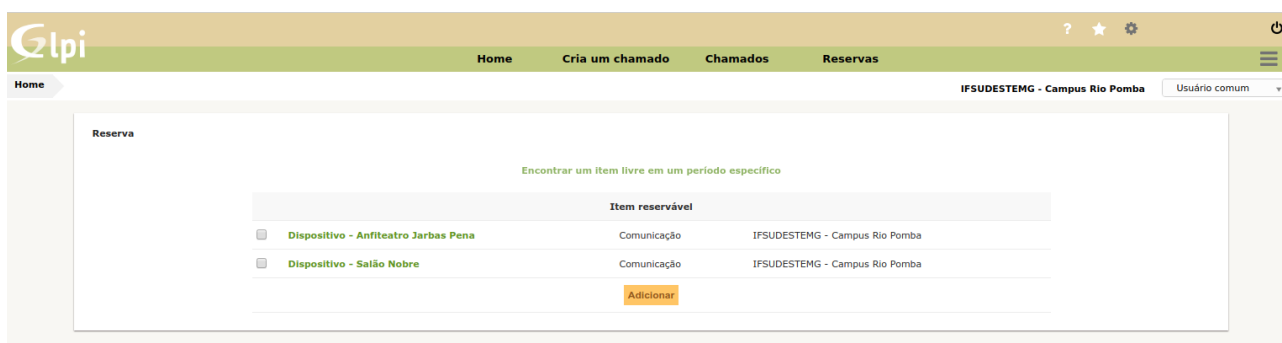 Glpi
?
Home Cria um chamado Chamados Reservas
Home IFSUDESTEMG - Campus Rio Pomba Usuário comum
Reserva
Encontrar um item livre em um período específico
Item reservável
Dispositivo - Anfiteatro Jarbas Pena Comunicação IFSUDESTEMG - Campus Rio Pomba
Dispositivo - Salão Nobre Comunicação IFSUDESTEMG - Campus Rio Pomba
Adicionar